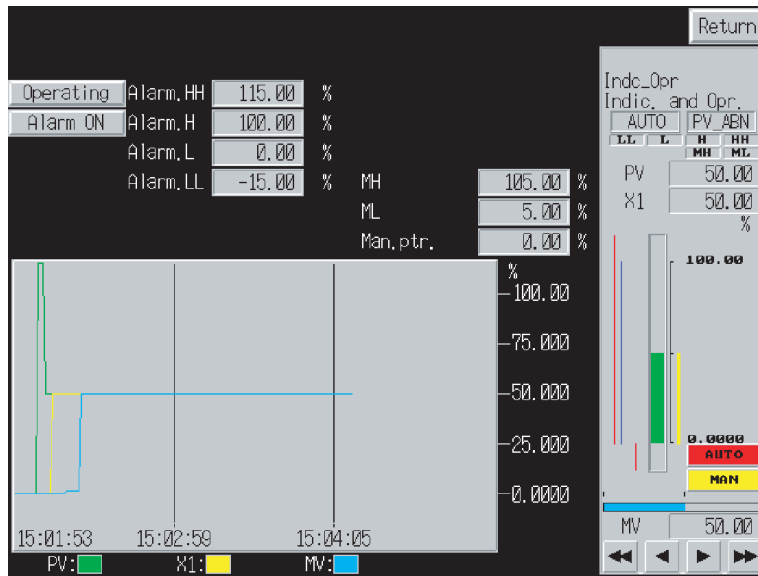 Return
Operating Alarm.HH 115.00 %
Alarm ON Alarm.H 100.00 %
Alarm.L 0.00 %
Alarm.LL -15.00 %
MH 105.00 %
ML 5.00 %
Man.ptr. 0.00 %
%
100.00
75.000
50.000
25.000
0.0000
15:01:53 15:02:59 15:04:05
PV: X1: MV:
Indc_Opr
Indic. and Opr.
AUTO PV_ABN
LL L H HH
MH ML
PV 50.00
X1 50.00
%
100.00
0.0000
AUTO
MAN
MV 50.00